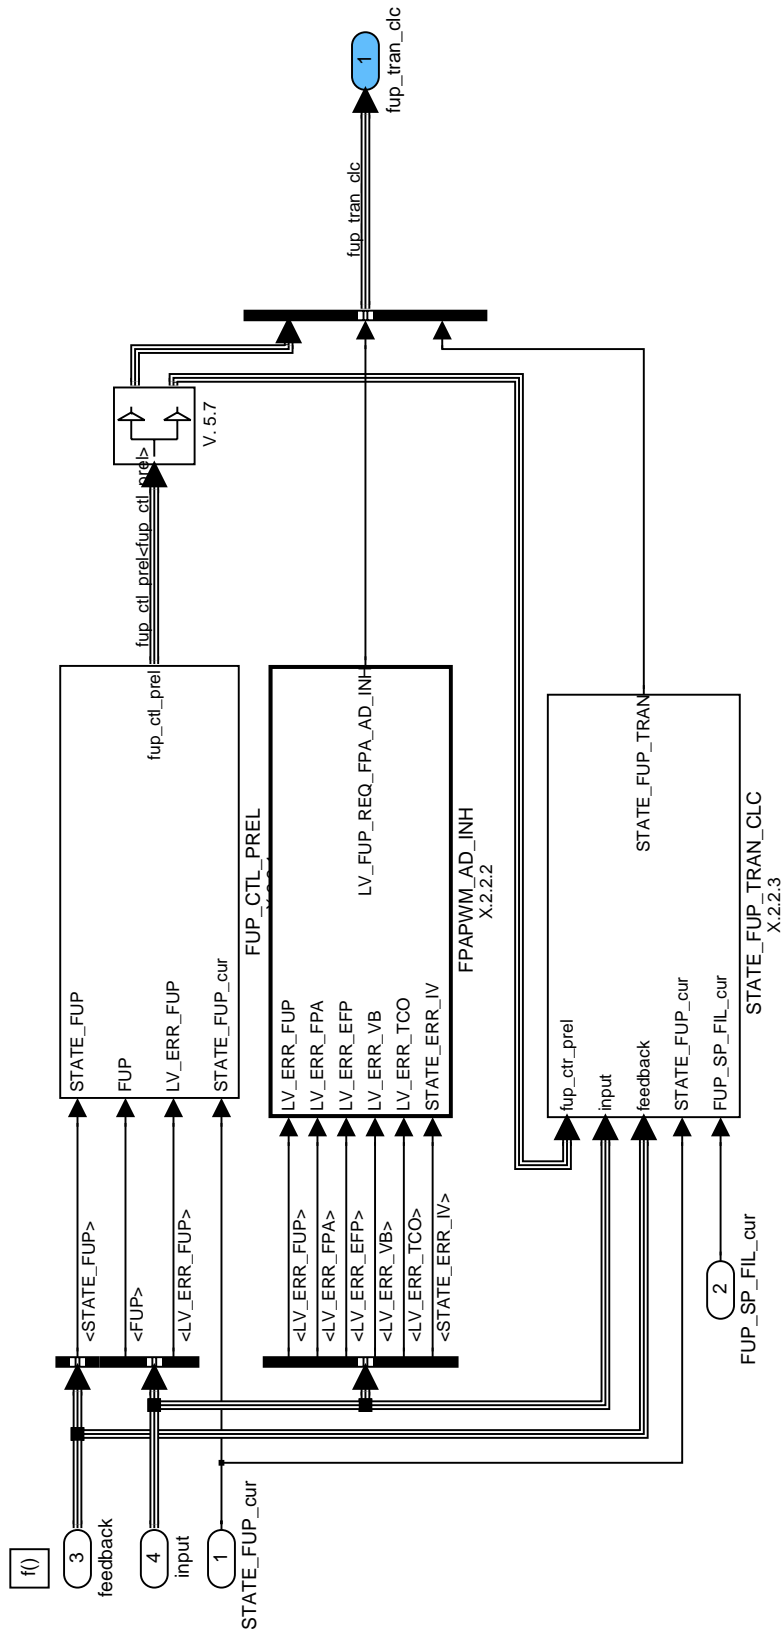 f()
3
feedback
4
input
1
STATE_FUP_cur
<STATE_FUP>
<FUP>
<LV_ERR_FUP>
STATE_FUP
FUP
LV_ERR_FUP
STATE_FUP_cur
fup_ctl_prel
FUP_CTL_PREL
fup_ctl_prel<fup_ctl_prel>
V. 5.7
<LV_ERR_FUP>
<LV_ERR_FPA>
<LV_ERR_EFP>
<LV_ERR_VB>
<LV_ERR_TCO>
<STATE_ERR_IV>
LV_ERR_FUP
LV_ERR_FPA
LV_ERR_EFP
LV_ERR_VB
LV_ERR_TCO
STATE_ERR_IV
LV_FUP_REQ_FPA_AD_INH
FPAPWM_AD_INH
X.2.2.2
2
FUP_SP_FIL_cur
fup_ctr_prel
input
feedback
STATE_FUP_cur
FUP_SP_FIL_cur
STATE_FUP_TRAN
STATE_FUP_TRAN_CLC
X.2.2.3
fup_tran_clc
1
fup_tran_clc